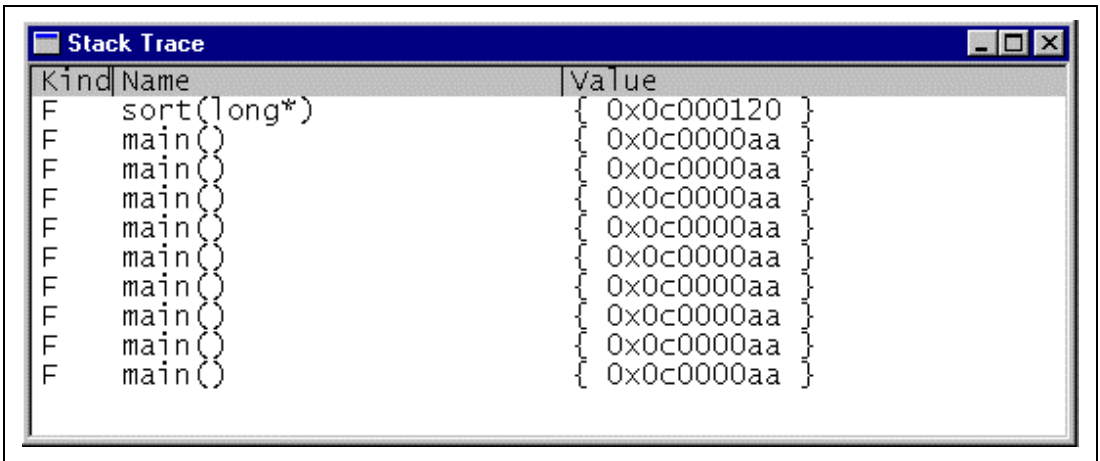 Stack Trace
Kind Name Value
F sort(long*) { 0x0c000120 }
F main() { 0x0c0000aa }
F main() { 0x0c0000aa }
F main() { 0x0c0000aa }
F main() { 0x0c0000aa }
F main() { 0x0c0000aa }
F main() { 0x0c0000aa }
F main() { 0x0c0000aa }
F main() { 0x0c0000aa }
F main() { 0x0c0000aa }